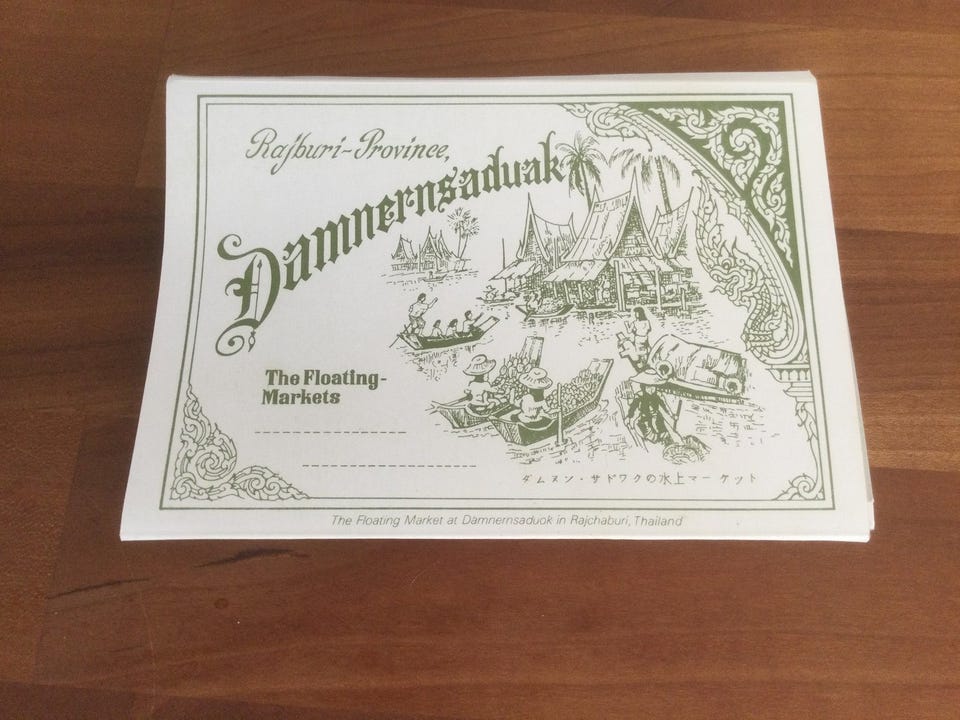 Rajburi-Province,
Damnernsaduak
The Floating-
Markets
ダムヌン・サドワクの水上マーケット
The Floating Market at Damnernsaduok in Rajchaburi, Thailand